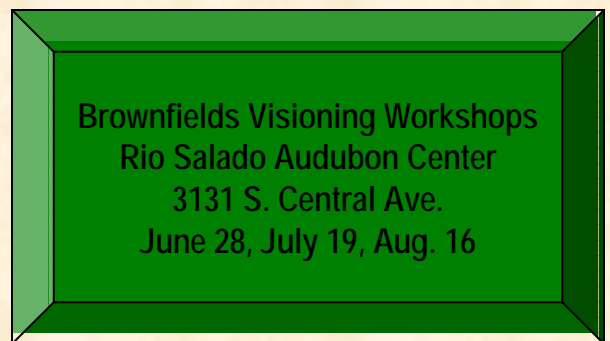 Brownfields Visioning Workshops
Rio Salado Audubon Center
3131 S. Central Ave.
June 28, July 19, Aug. 16